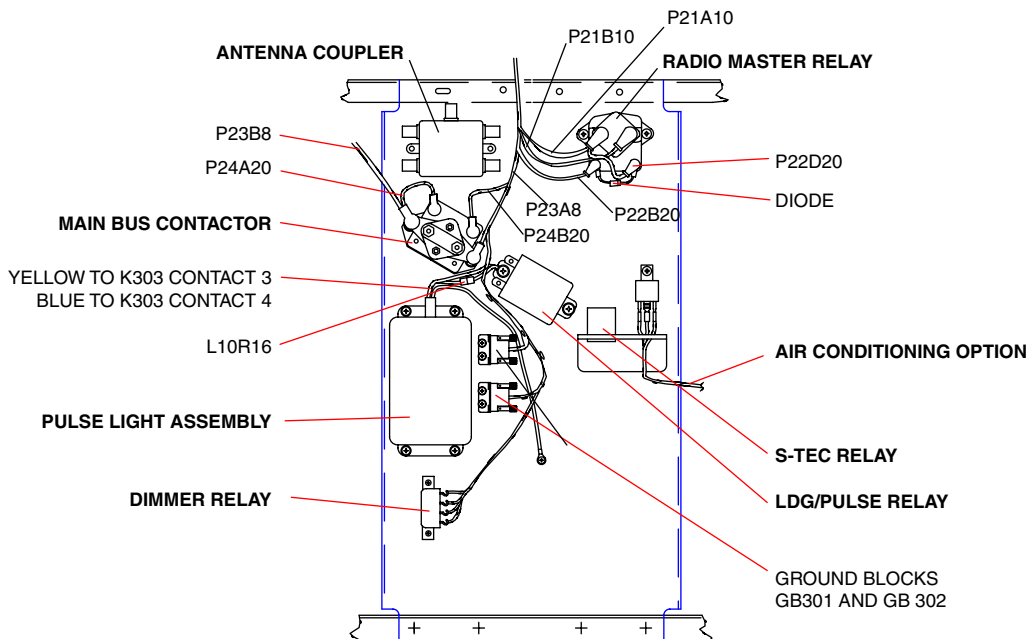 P21A10
P21B10
ANTENNA COUPLER
RADIO MASTER RELAY
P23B8
P24A20
P22D20
DIODE
P23A8
P22B20
MAIN BUS CONTACTOR
P24B20
YELLOW TO K303 CONTACT 3
BLUE TO K303 CONTACT 4
L10R16
AIR CONDITIONING OPTION
PULSE LIGHT ASSEMBLY
S-TEC RELAY
DIMMER RELAY
LDG/PULSE RELAY
GROUND BLOCKS
GB301 AND GB 302